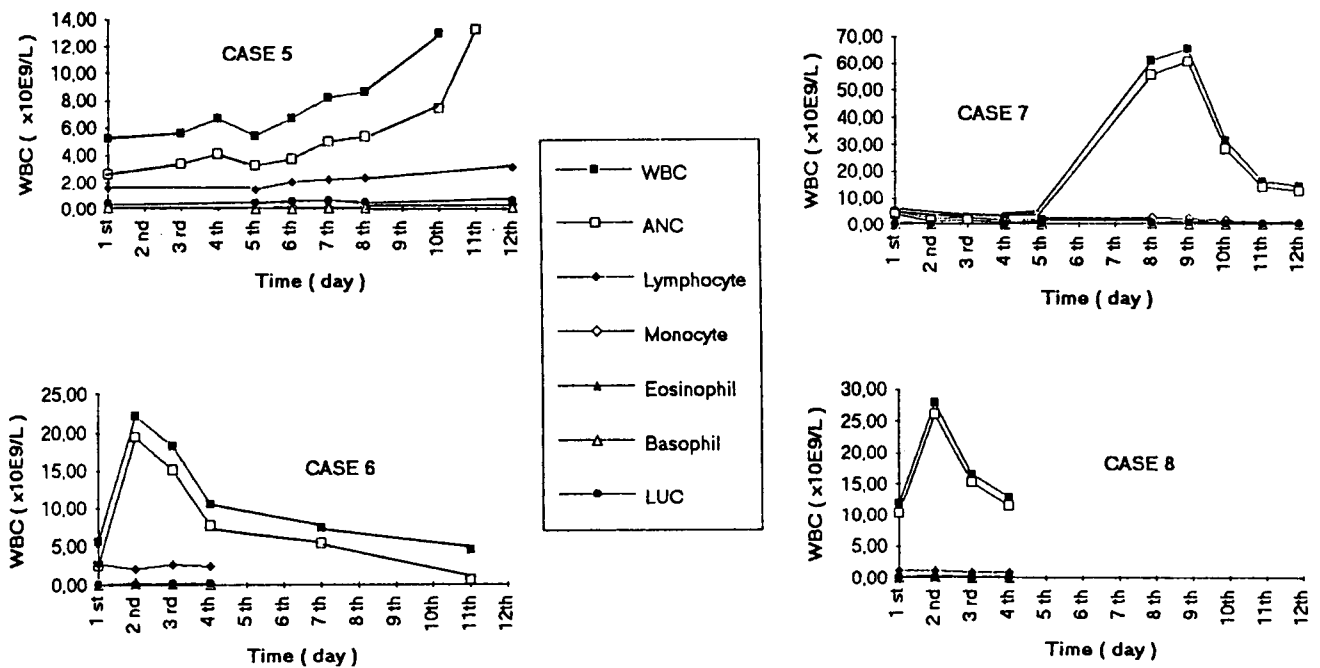 CASE 5
WBC ( x10E9/L )
14,00
12,00
10,00
8,00
6,00
4,00
2,00
0,00
1 st
2 nd
3 rd
4 th
5 th
6 th
7 th
8 th
9 th
10th
11th
12th
Time ( day )
CASE 7
WBC ( x10E9/L )
70,00
60,00
50,00
40,00
30,00
20,00
10,00
0,00
1 st
2 nd
3 rd
4 th
5 th
6 th
7 th
8 th
9 th
10th
11th
12th
Time ( day )
WBC
ANC
Lymphocyte
Monocyte
Eosinophil
Basophil
LUC
CASE 6
WBC ( x10E9/L )
25,00
20,00
15,00
10,00
5,00
0,00
1 st
2 nd
3 rd
4 th
5 th
6 th
7 th
8 th
9 th
10th
11th
12th
Time ( day )
CASE 8
WBC ( x10E9/L )
30,00
25,00
20,00
15,00
10,00
5,00
0,00
1 st
2 nd
3 rd
4 th
5 th
6 th
7 th
8 th
9 th
10th
11th
12th
Time ( day )